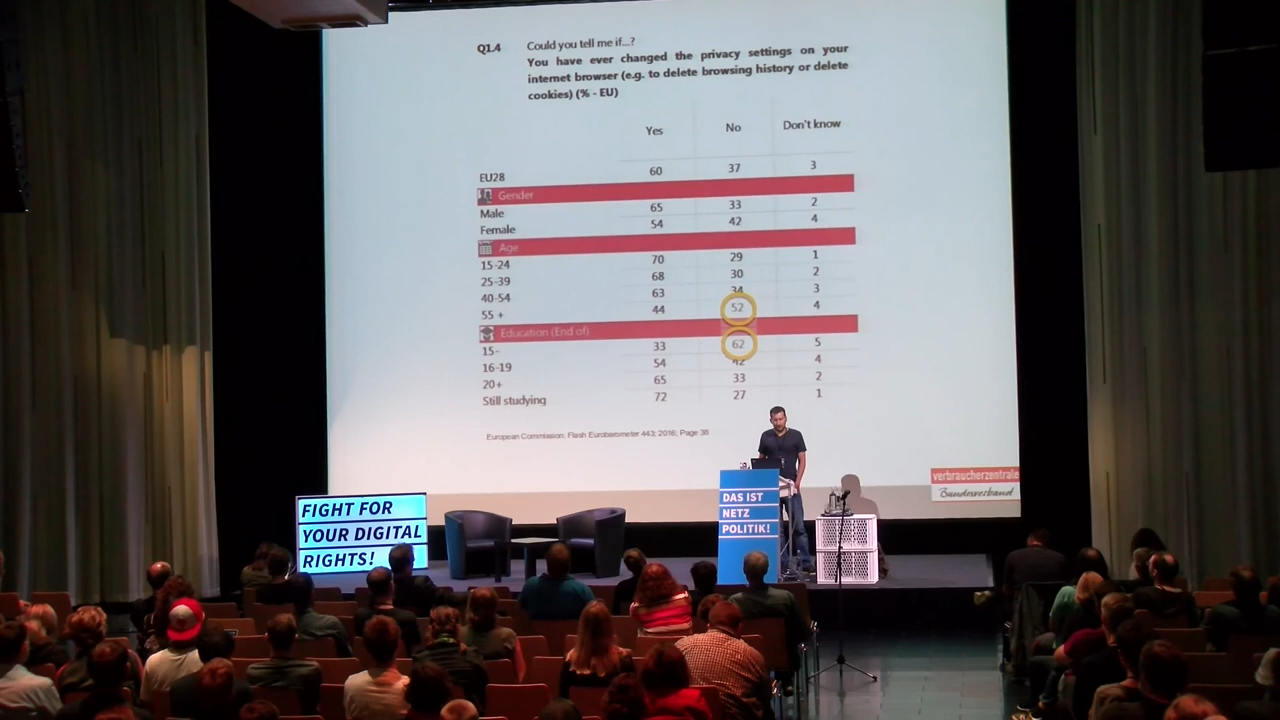 Q1.4 Could you tell me if...?
You have ever changed the privacy settings on your
internet browser (e.g. to delete browsing history or delete
cookies) (% - EU)
Yes No Don't know
EU28 60 37 3
Gender
Male 65 33 2
Female 54 42 4
Age
15-24 70 29 1
25-39 68 30 2
40-54 63 34 3
55 + 44 52 4
Education (End of)
15- 33 62 5
16-19 54 42 4
20+ 65 33 2
Still studying 72 27 1
European Commission: Flash Eurobarometer 443; 2016; Page 38
verbraucherzentrale
Bundesverband
FIGHT FOR
YOUR DIGITAL
RIGHTS!
DAS IST
NETZ
POLITIK!